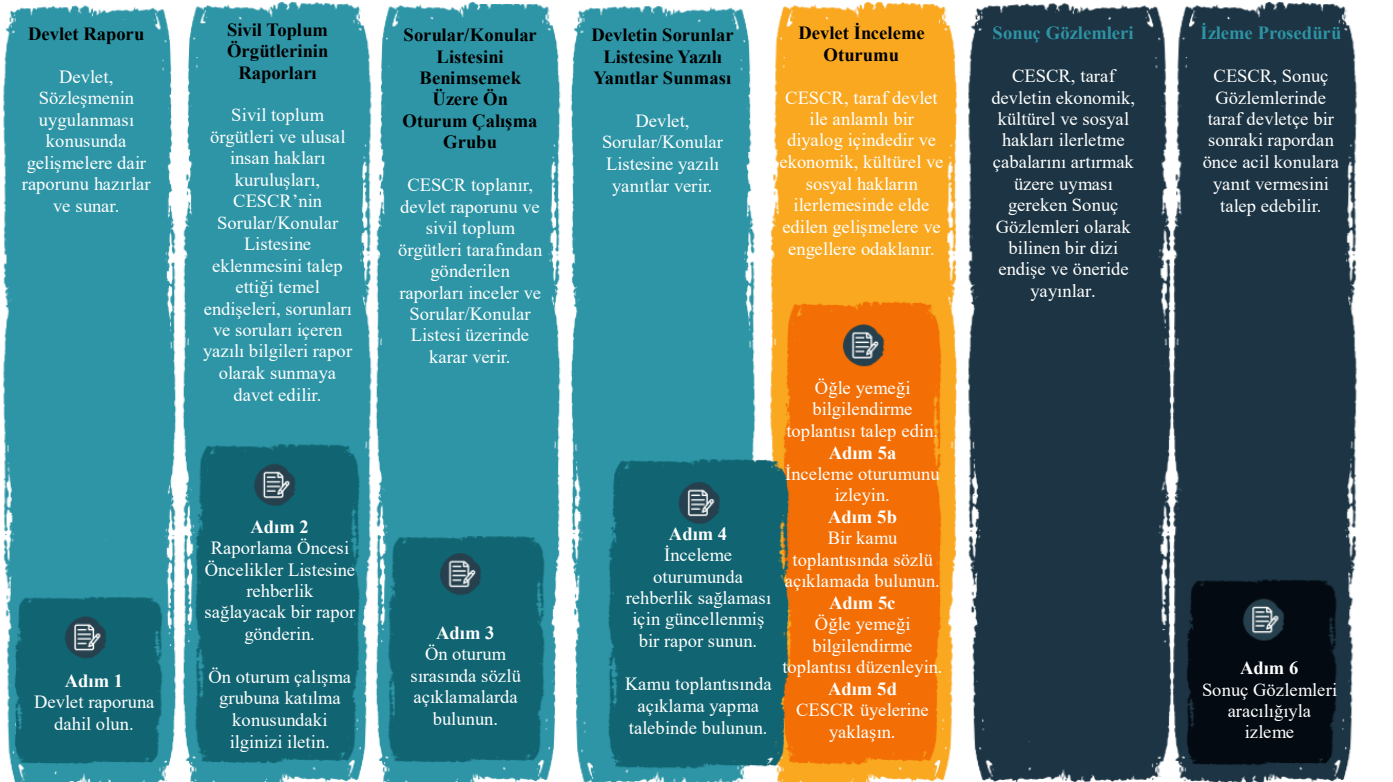 Devlet Raporu
Devlet,
Sözleşmenin
uygulanması
konusunda
gelişmelere dair
raporunu hazırlar
ve sunar.
Adım 1
Devlet raporuna
dahil olun.
Sivil Toplum
Örgütlerinin
Raporları
Sivil toplum
örgütleri ve ulusal
insan hakları
kuruluşları,
CESCR’nin
Sorular/Konular
Listesine
eklenmesini talep
ettiği temel
endişeleri, sorunları
ve soruları içeren
yazılı bilgileri rapor
olarak sunmaya
davet edilir.
Adım 2
Raporlama Öncesi
Öncelikler Listesine
rehberlik
sağlayacak bir rapor
gönderin.
Ön oturum çalışma
grubuna katılma
konusundaki
ilginizi iletin.
Sorular/Konular
Listesini
Benimsemek
Üzere Ön
Oturum Çalışma
Grubu
CESCR toplanır,
devlet raporunu ve
sivil toplum
örgütleri tarafından
gönderilen
raporları inceler ve
Sorular/Konular
Listesi üzerinde
karar verir.
Adım 3
Ön oturum
sırasında sözlü
açıklamalarda
bulunun.
Devletin Sorunlar
Listesine Yazılı
Yanıtlar Sunması
Devlet,
Sorular/Konular
Listesine yazılı
yanıtlar verir.
Adım 4
İnceleme
oturumunda
rehberlik sağlaması
için güncellenmiş
bir rapor sunun.
Kamu toplantısında
açıklama yapma
talebinde bulunun.
Devlet İnceleme
Oturumu
CESCR, taraf devlet
ile anlamlı bir
diyalog içindedir ve
ekonomik, kültürel ve
sosyal hakların
ilerlemesinde elde
edilen gelişmelere ve
engellere odaklanır.
Öğle yemeği
bilgilendirme
toplantısı talep edin.
Adım 5a
İnceleme oturumunu
izleyin.
Adım 5b
Bir kamu
toplantısında sözlü
açıklamada bulunun.
Adım 5c
Öğle yemeği
bilgilendirme
toplantısı düzenleyin.
Adım 5d
CESCR üyelerine
yaklaşın.
Sonuç Gözlemleri
CESCR, taraf
devletin ekonomik,
kültürel ve sosyal
hakları ilerletme
çabalarını artırmak
üzere uyması
gereken Sonuç
Gözlemleri olarak
bilinen bir dizi
endişe ve öneride
yayınlar.
İzleme Prosedürü
CESCR, Sonuç
Gözlemlerinde
taraf devletçe bir
sonraki rapordan
önce acil konulara
yanıt vermesini
talep edebilir.
Adım 6
Sonuç Gözlemleri
aracılığıyla
izleme